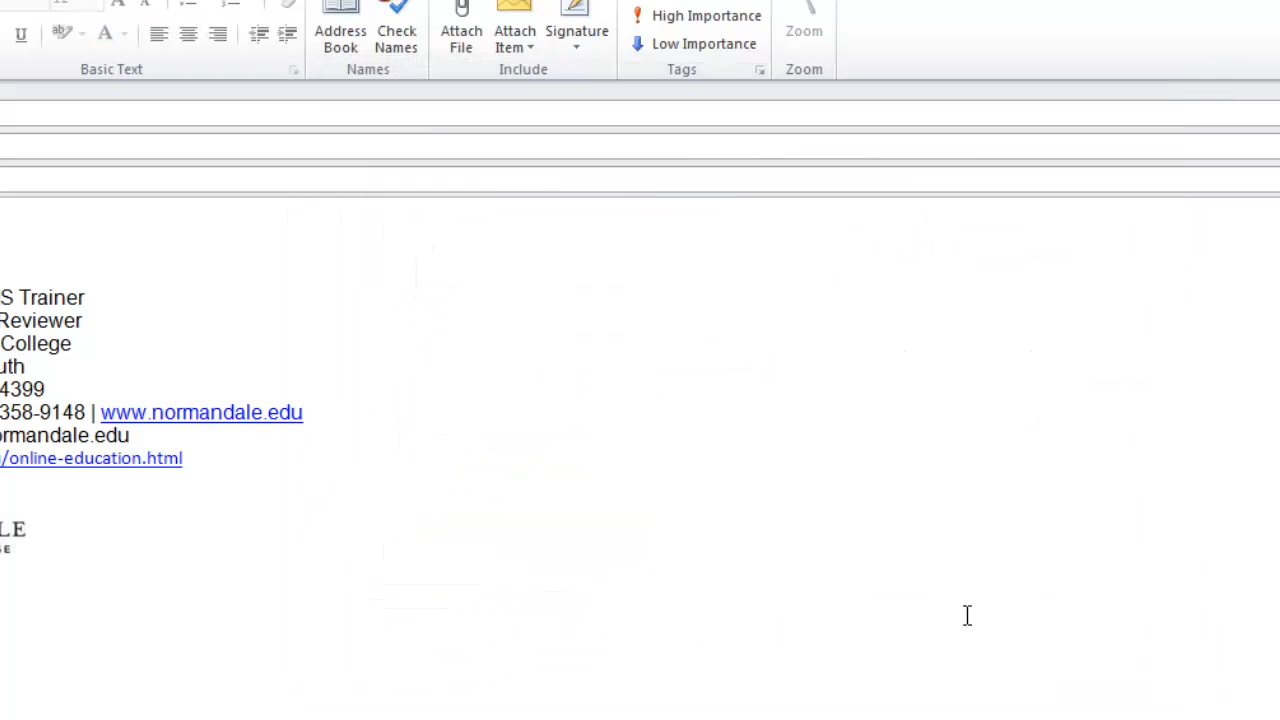 U
Address Book
Check Names
Attach File
Attach Item
Signature
High Importance
Low Importance
Zoom
Basic Text
Names
Include
Tags
Zoom
S Trainer
Reviewer
College
uth
4399
358-9148 | www.normandale.edu
ormandale.edu
/online-education.html
LE
GE